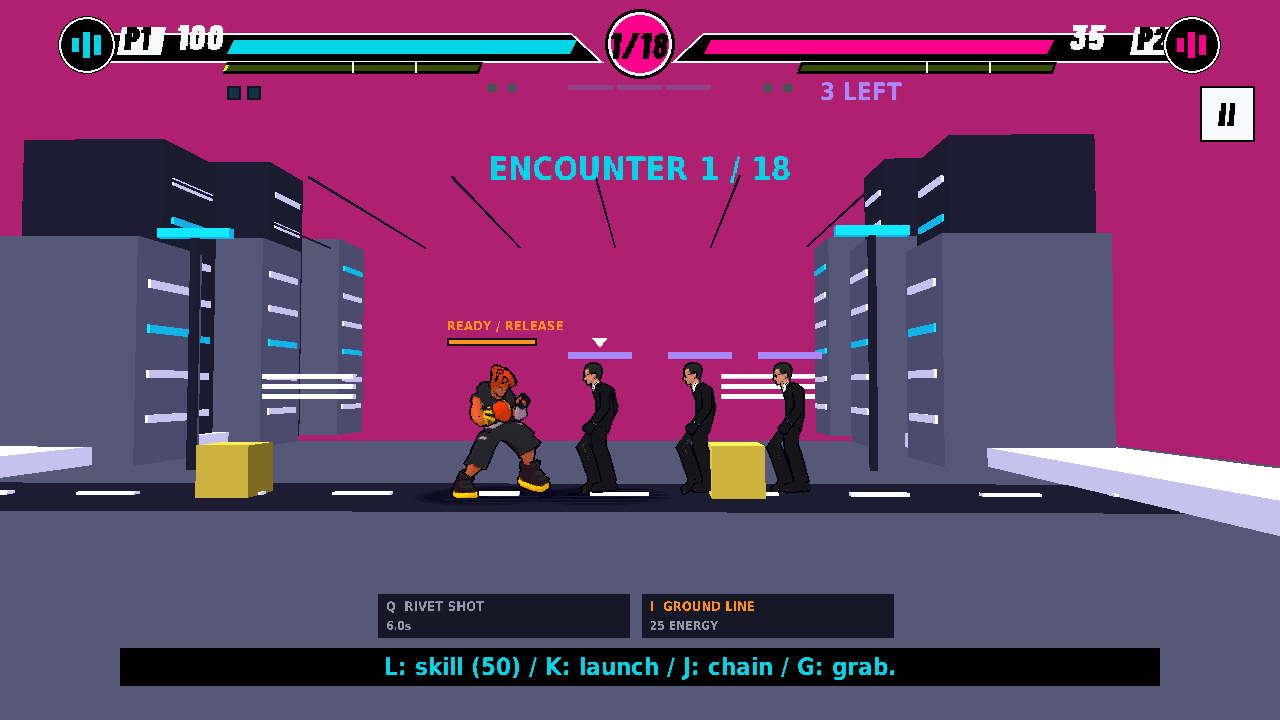 P1 100
1/18
35 P2
3 LEFT
ENCOUNTER 1 / 18
READY / RELEASE
Q RIVET SHOT
6.0s
I GROUND LINE
25 ENERGY
L: skill (50) / K: launch / J: chain / G: grab.